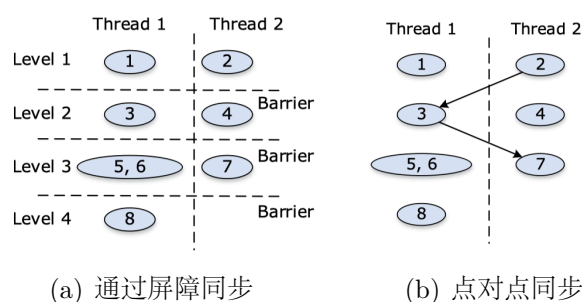 Thread 1 Thread 2
Level 1 1 2
Barrier
Level 2 3 4
Barrier
Level 3 5, 6 7
Barrier
Level 4 8
(a) 通过屏障同步
Thread 1 Thread 2
1 2
3 4
5, 6 7
8
(b) 点对点同步